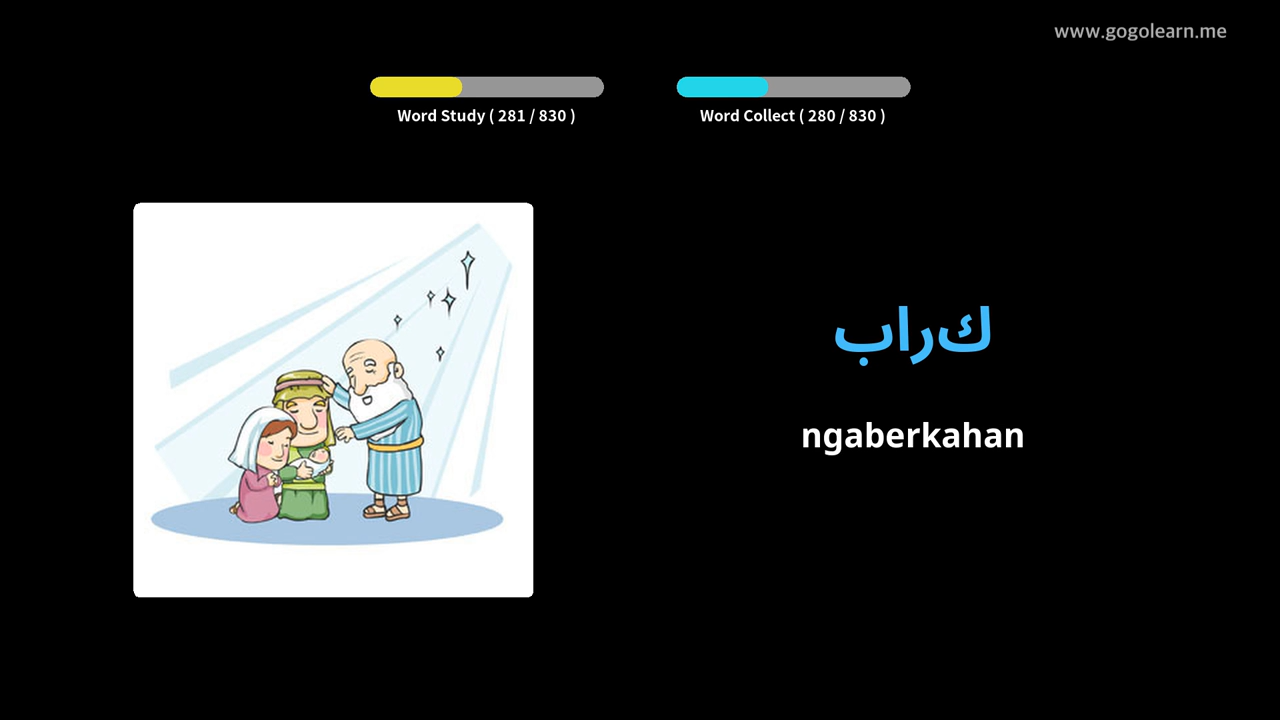 www.gogolearn.me
Word Study ( 281 / 830 )
Word Collect ( 280 / 830 )
كراب
ngaberkahan